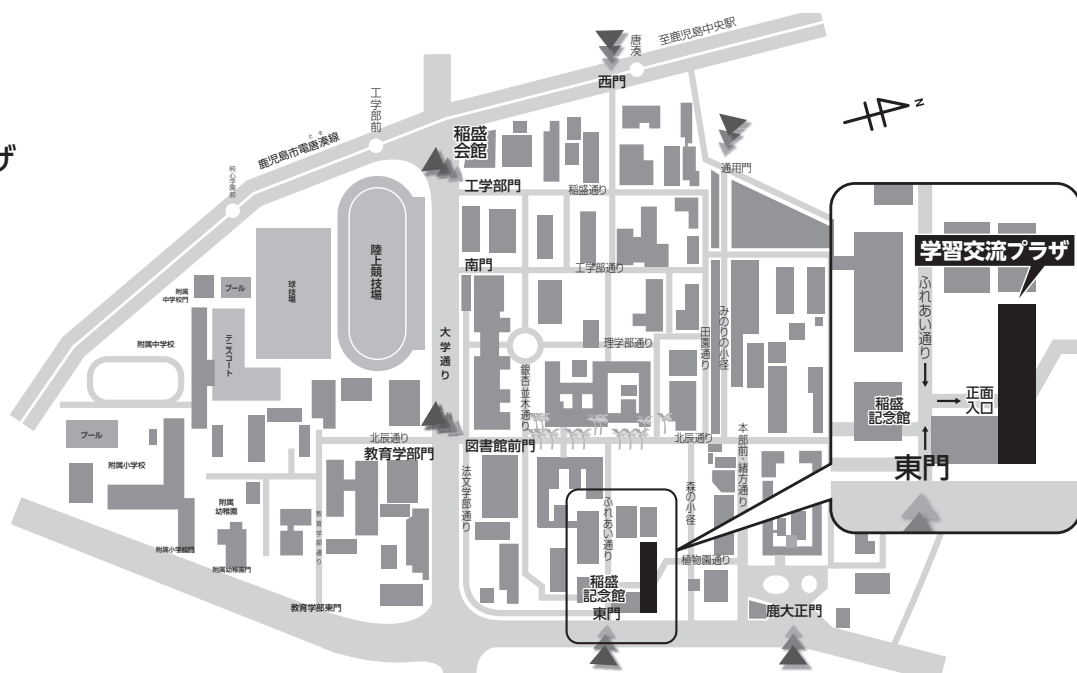 ザ
至鹿児島中央駅
唐湊
西門
N
工学部前
鹿児島市電唐湊線
とそ
稲盛
会館
工学部門
稲盛通り
通用門
純心学園前
南門
工学部通り
陸上競技場
球技場
プール
附属
中学校門
テニスコート
附属中学校
大学通り
理学部通り
銀杏並木通り
田園通り
みのりの小径
学習交流プラザ
ふれあい通り
正面
入口
稲盛
記念館
東門
プール
北辰通り
教育学部門
図書館前門
北辰通り
本部前・緒方通り
附属小学校
附属
幼稚園
法文学部通り
教育学部通り
ふれあい通り
森の小径
附属小学校門
附属幼稚園門
植物園通り
教育学部東門
稲盛
記念館
東門
鹿大正門